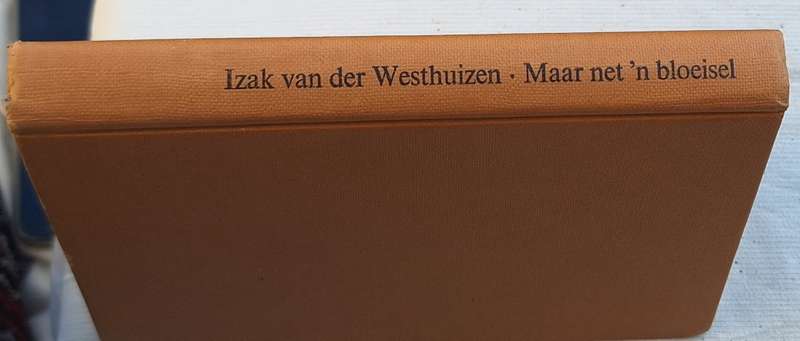 Izak van der Westhuizen · Maar net 'n bloeisel